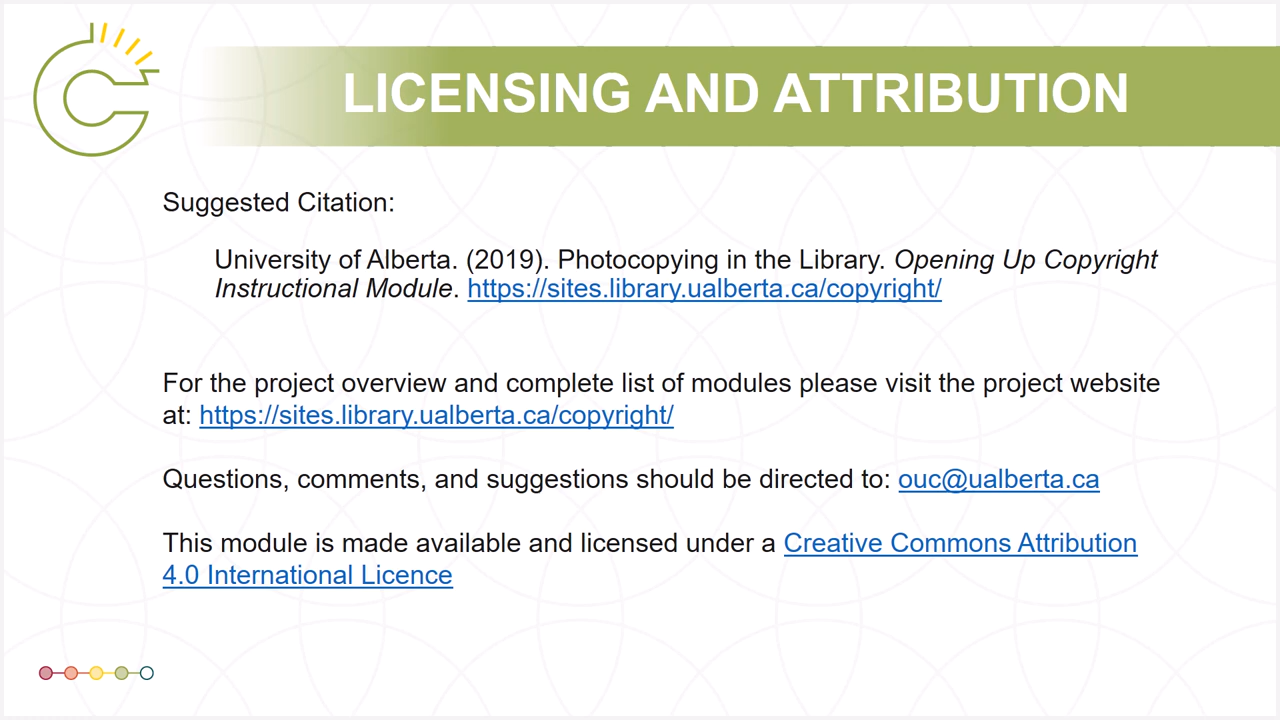 LICENSING AND ATTRIBUTION
Suggested Citation:
University of Alberta. (2019). Photocopying in the Library. Opening Up Copyright
Instructional Module. https://sites.library.ualberta.ca/copyright/
For the project overview and complete list of modules please visit the project website
at: https://sites.library.ualberta.ca/copyright/
Questions, comments, and suggestions should be directed to: ouc@ualberta.ca
This module is made available and licensed under a Creative Commons Attribution
4.0 International Licence